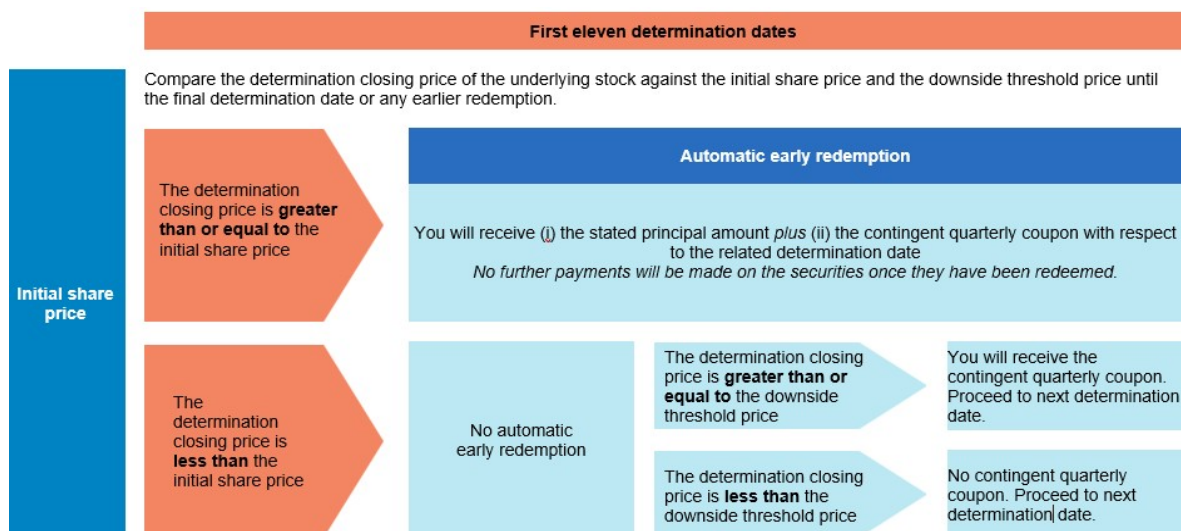 First eleven determination dates
Compare the determination closing price of the underlying stock against the initial share price and the downside threshold price until
the final determination date or any earlier redemption.
Initial share
price
The determination
closing price is greater
than or equal to the
initial share price
Automatic early redemption
You will receive (i) the stated principal amount plus (ii) the contingent quarterly coupon with respect
to the related determination date
No further payments will be made on the securities once they have been redeemed.
The
determination
closing price is
less than the
initial share price
No automatic
early redemption
The determination closing
price is greater than or
equal to the downside
threshold price
You will receive the
contingent quarterly coupon.
Proceed to next determination
date.
The determination closing
price is less than the
downside threshold price
No contingent quarterly
coupon. Proceed to next
determination date.